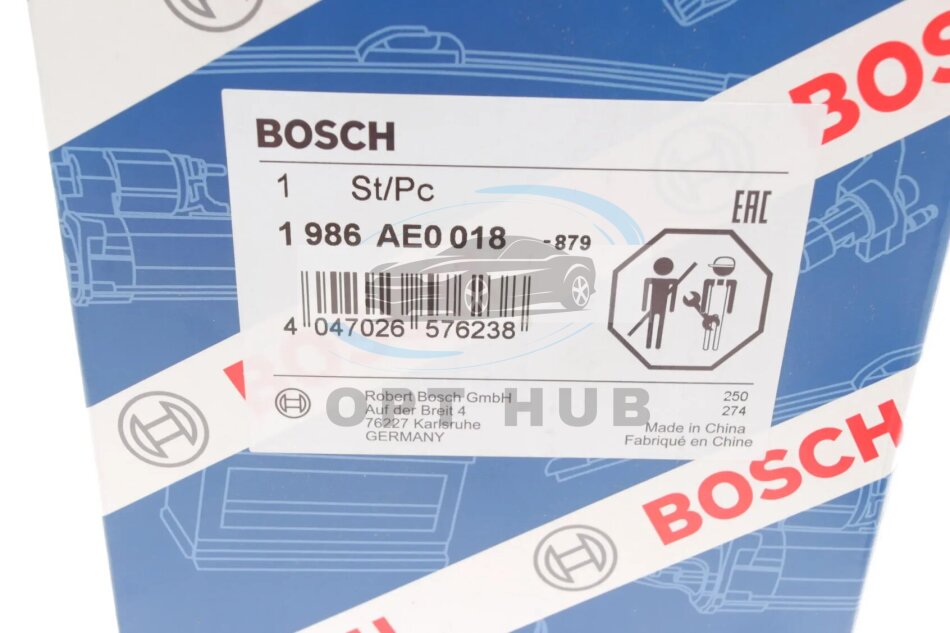 BOSCH
BOSCH
1 St/Pc
EAC
1 986 AE0 018 -879
4 047026 576238
OPT HUB
Robert Bosch GmbH
Auf der Breit 4
76227 Karlsruhe
GERMANY
250
274
Made in China
Fabriqué en Chine
BOSCH